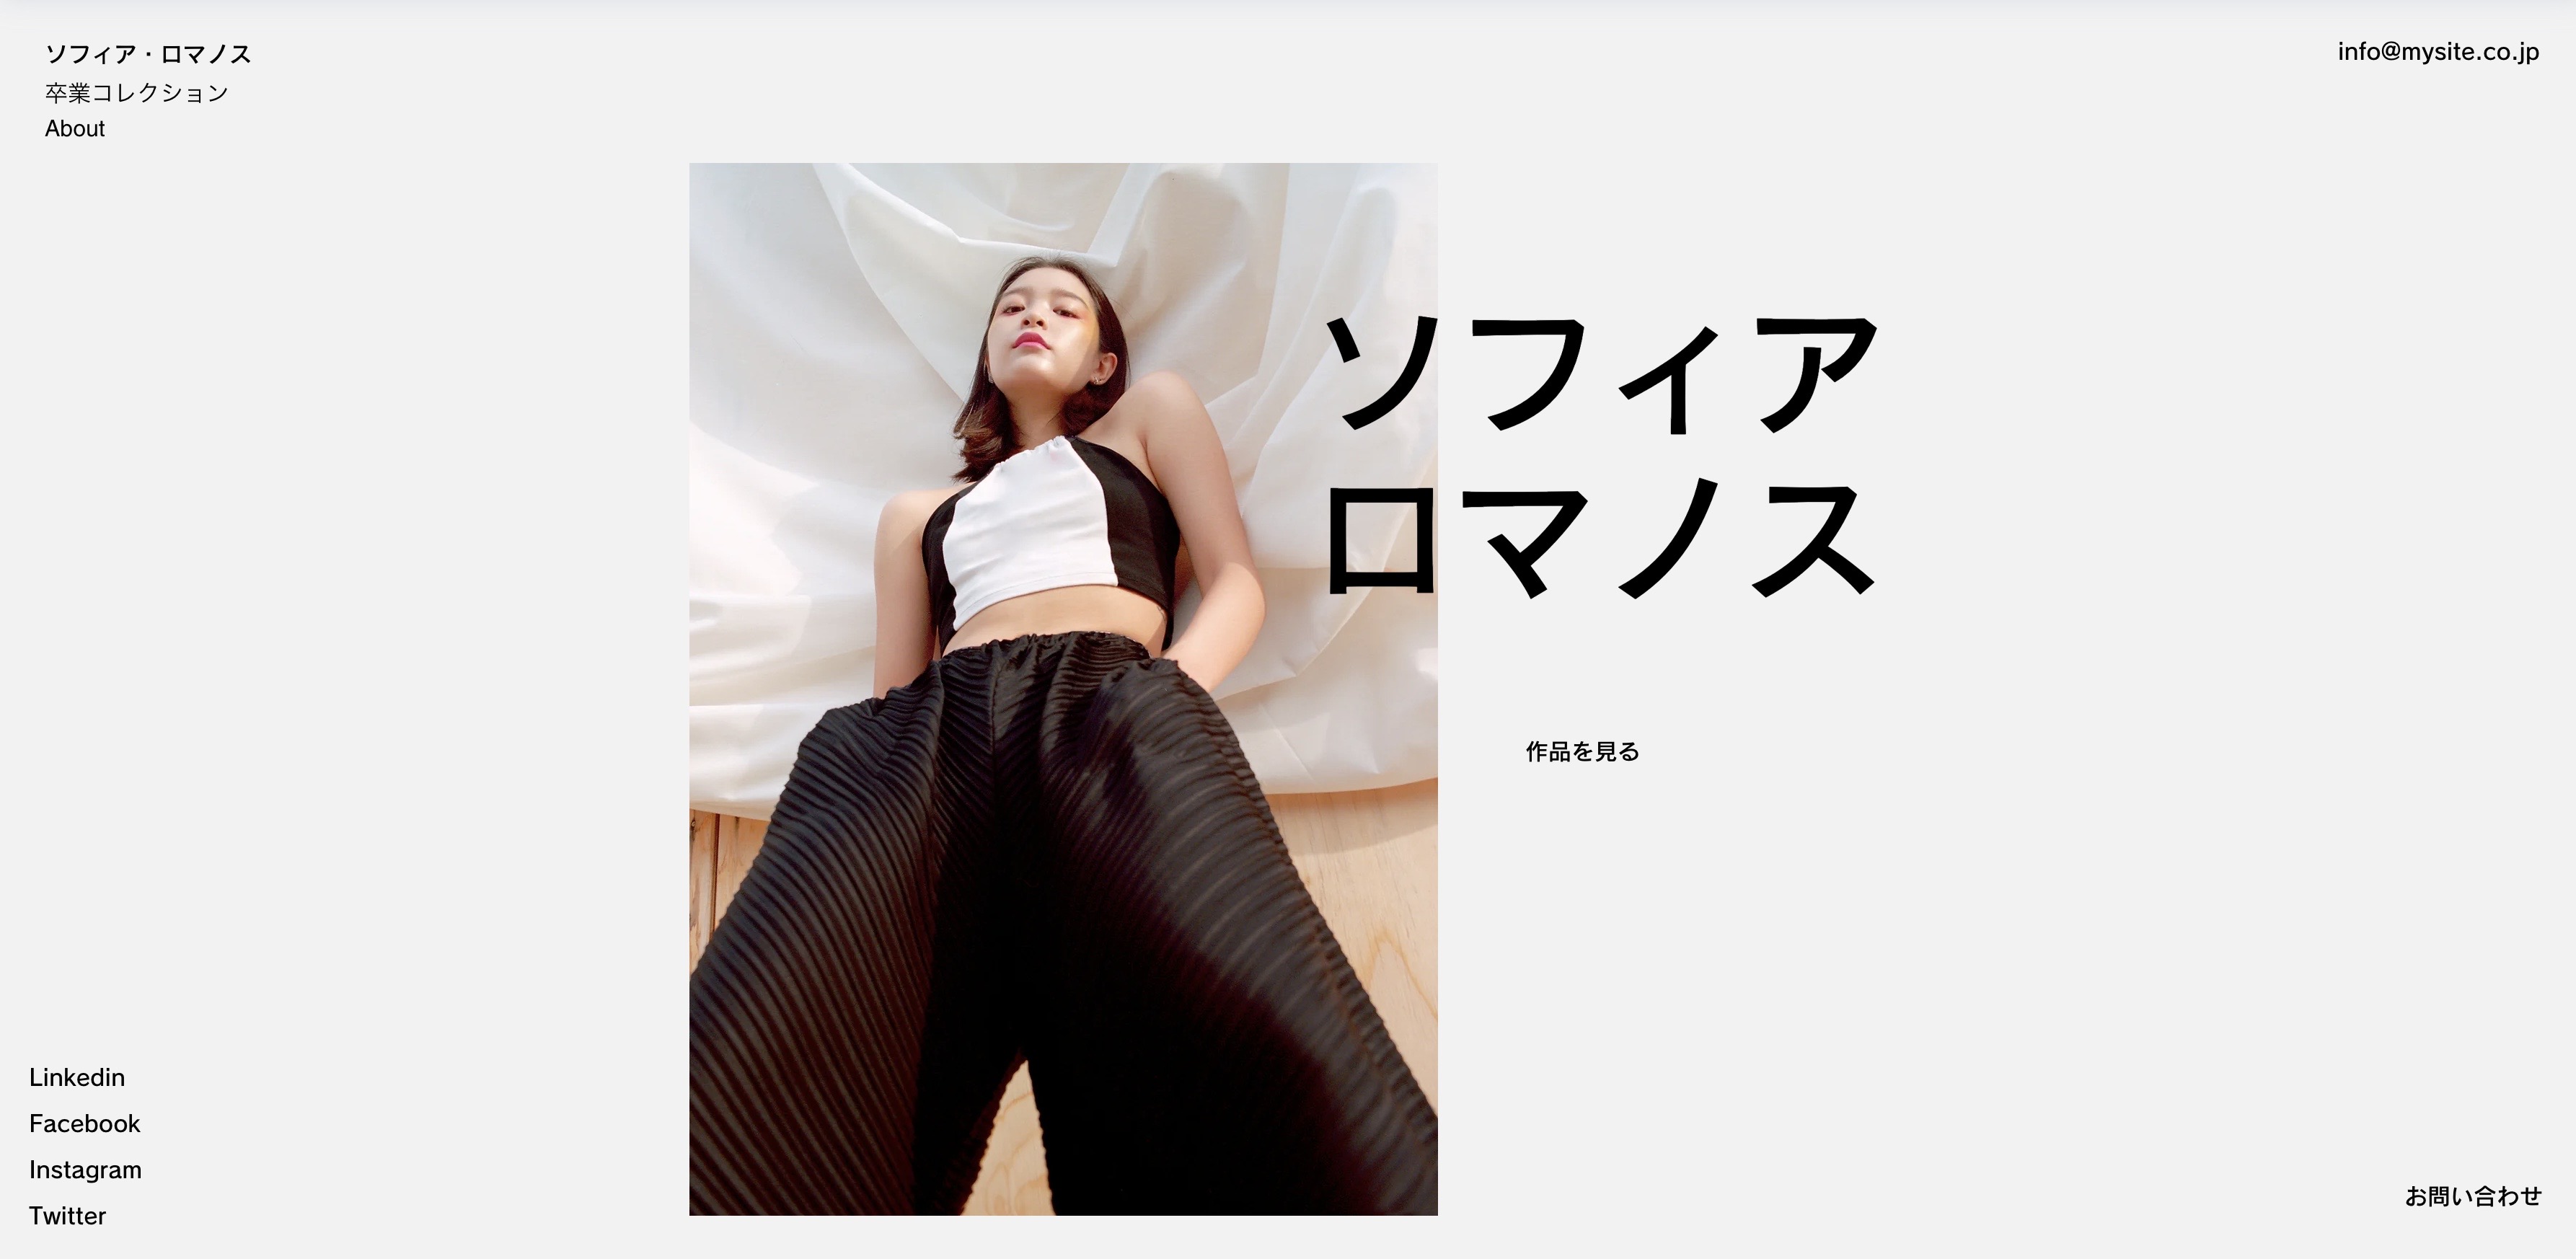 ソフィア・ロマノス
卒業コレクション
About
info@mysite.co.jp
ソフィア
ロマノス
作品を見る
Linkedin
Facebook
Instagram
Twitter
お問い合わせ